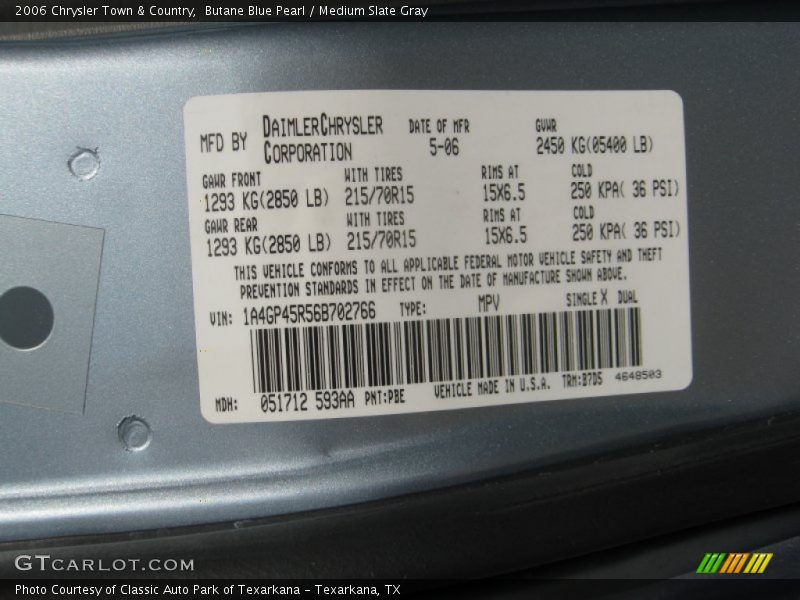 2006 Chrysler Town & Country, Butane Blue Pearl / Medium Slate Gray
MFD BY DAIMLERCHRYSLER CORPORATION DATE OF MFR 5-06 GVWR 2450 KG(05400 LB)
GAWR FRONT WITH TIRES RIMS AT COLD
1293 KG(2850 LB) 215/70R15 15X6.5 250 KPA( 36 PSI)
GAWR REAR WITH TIRES RIMS AT COLD
1293 KG(2850 LB) 215/70R15 15X6.5 250 KPA( 36 PSI)
THIS VEHICLE CONFORMS TO ALL APPLICABLE FEDERAL MOTOR VEHICLE SAFETY AND THEFT
PREVENTION STANDARDS IN EFFECT ON THE DATE OF MANUFACTURE SHOWN ABOVE.
VIN: 1A4GP45R56B702766 TYPE: MPV SINGLE X DUAL
MDH: 051712 593AA PNT:PBE VEHICLE MADE IN U.S.A. TRM:B7D5 4648503
GTCARLOT.COM
Photo Courtesy of Classic Auto Park of Texarkana - Texarkana, TX